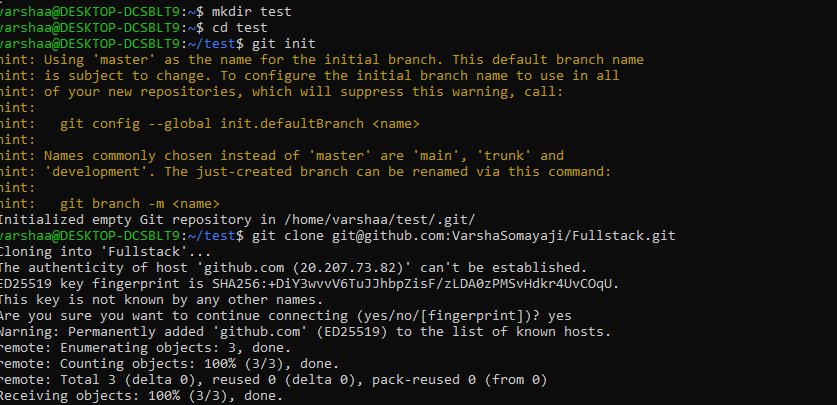 varshaa@DESKTOP-DCSBLT9:~$ mkdir test
varshaa@DESKTOP-DCSBLT9:~$ cd test
varshaa@DESKTOP-DCSBLT9:~/test$ git init
hint: Using 'master' as the name for the initial branch. This default branch name
hint: is subject to change. To configure the initial branch name to use in all
hint: of your new repositories, which will suppress this warning, call:
hint:
hint:   git config --global init.defaultBranch <name>
hint:
hint: Names commonly chosen instead of 'master' are 'main', 'trunk' and
hint: 'development'. The just-created branch can be renamed via this command:
hint:
hint:   git branch -m <name>
Initialized empty Git repository in /home/varshaa/test/.git/
varshaa@DESKTOP-DCSBLT9:~/test$ git clone git@github.com:VarshaSomayaji/Fullstack.git
Cloning into 'Fullstack'...
The authenticity of host 'github.com (20.207.73.82)' can't be established.
ED25519 key fingerprint is SHA256:+DiY3wvvV6TuJJhbpZisF/zLDA0zPMSvHdkr4UvCOqU.
This key is not known by any other names.
Are you sure you want to continue connecting (yes/no/[fingerprint])? yes
Warning: Permanently added 'github.com' (ED25519) to the list of known hosts.
remote: Enumerating objects: 3, done.
remote: Counting objects: 100% (3/3), done.
remote: Total 3 (delta 0), reused 0 (delta 0), pack-reused 0 (from 0)
Receiving objects: 100% (3/3), done.